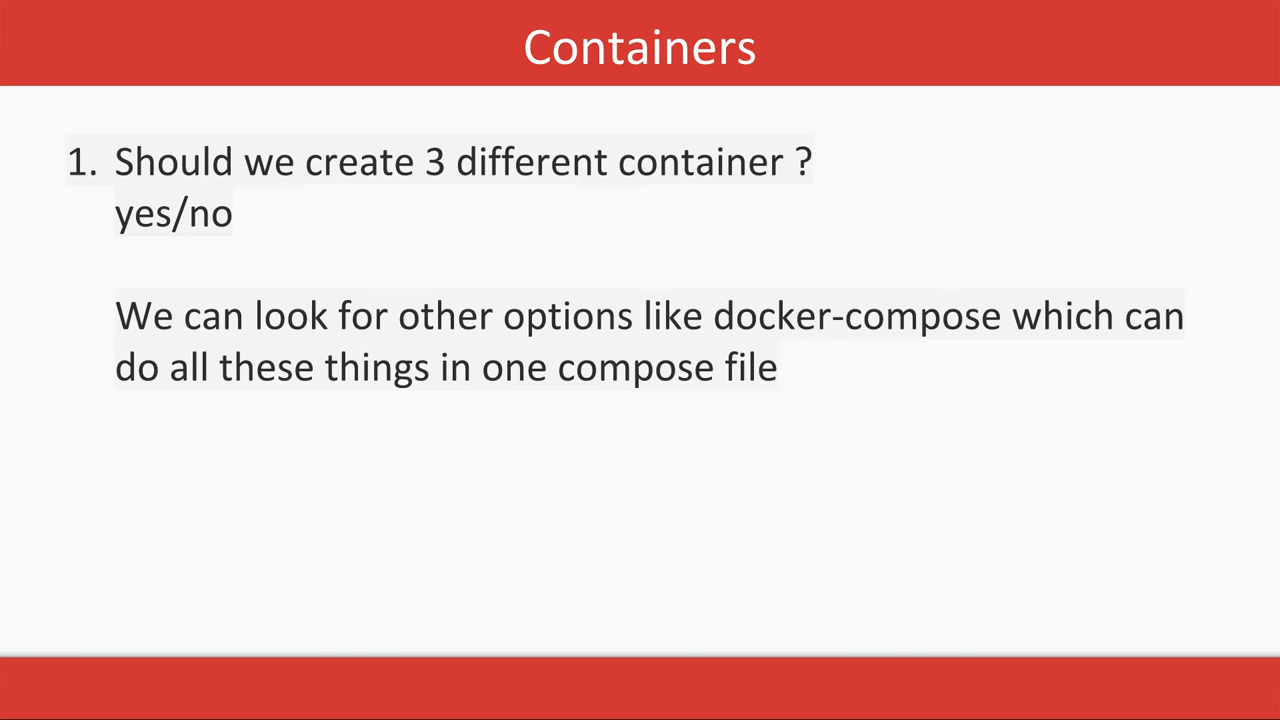 Containers
1. Should we create 3 different container ?
yes/no
We can look for other options like docker-compose which can
do all these things in one compose file